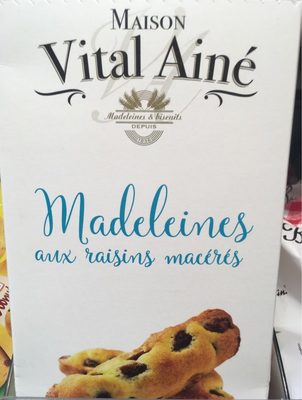 MAISON
Vital Ainé
Madeleines & biscuits
DEPUIS
Madeleines
aux raisins macérés